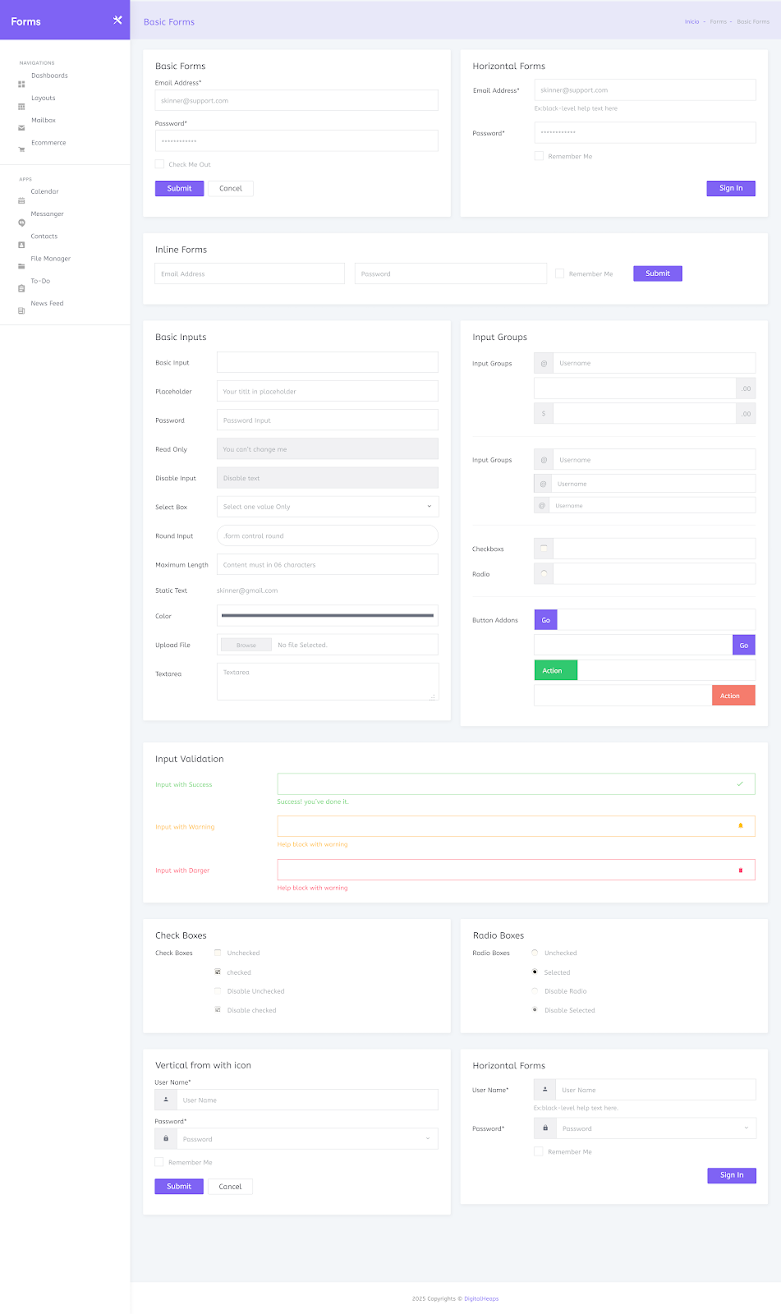 Forms
Basic Forms
Inicio - Forms - Basic Forms
NAVIGATIONS
Dashboards
Layouts
Mailbox
Ecommerce
APPS
Calendar
Messanger
Contacts
File Manager
To-Do
News Feed
Basic Forms
Email Address*
skinner@support.com
Password*
************
Check Me Out
Submit
Cancel
Horizontal Forms
Email Address*
skinner@support.com
Ex:block-level help text here
Password*
************
Remember Me
Sign In
Inline Forms
Email Address
Password
Remember Me
Submit
Basic Inputs
Basic Input
Placeholder
Your titlt in placeholder
Password
Password Input
Read Only
You can't change me
Disable Input
Disable text
Select Box
Select one value Only
Round Input
.form control round
Maximum Length
Content must in 06 characters
Static Text
skinner@gmail.com
Color
Upload File
Browse
No file Selected.
Textarea
Textarea
Input Groups
Input Groups
@ Username
.00
$ .00
Input Groups
@ Username
@ Username
@ Username
Checkboxs
Radio
Button Addons
Go
Go
Action
Action
Input Validation
Input with Success
Success! you've done it.
Input with Warning
Help block with warning
Input with Danger
Help block with warning
Check Boxes
Check Boxes
Unchecked
checked
Disable Unchecked
Disable checked
Radio Boxes
Radio Boxes
Unchecked
Selected
Disable Radio
Disable Selected
Vertical from with icon
User Name*
User Name
Password*
Password
Remember Me
Submit
Cancel
Horizontal Forms
User Name*
User Name
Ex:block-level help text here.
Password*
Password
Remember Me
Sign In
2025 Copyrights © DigitalHeaps